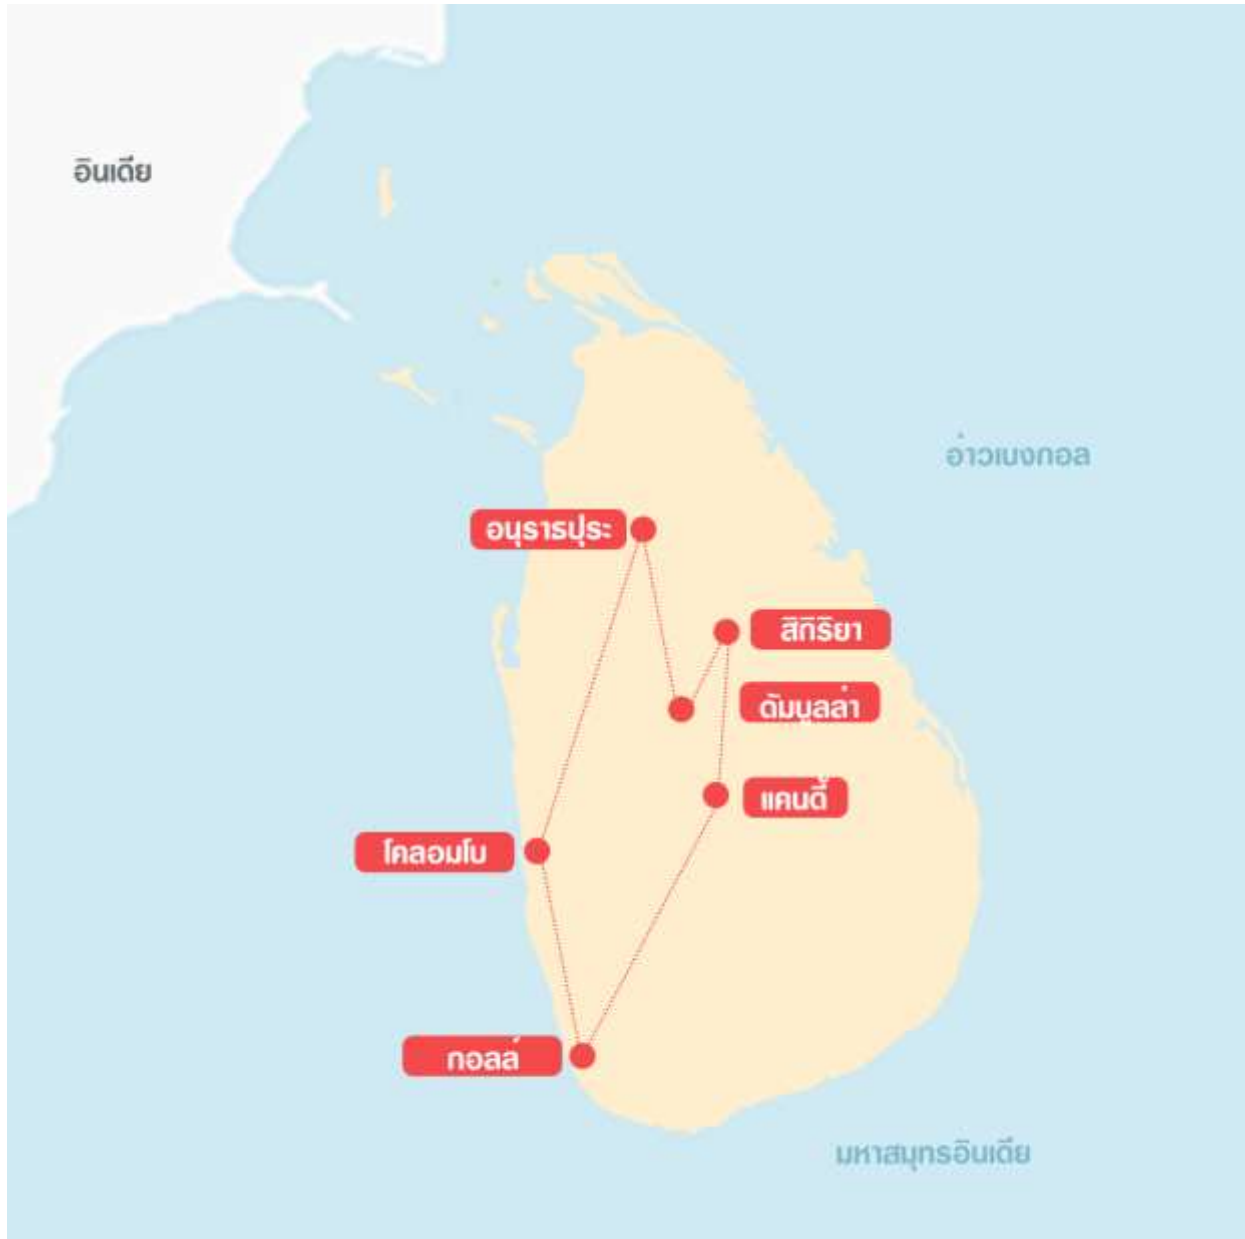 อินเดีย
อ่าวเบงกอล
อนุราธปุระ
สิกิริยา
ดัมบูลล่า
แคนดี้
โคลอมโบ
กอลล์
มหาสมุทรอินเดีย